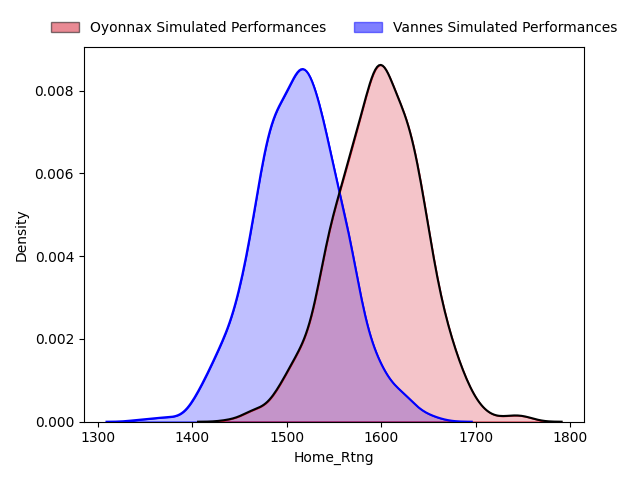 Oyonnax Simulated Performances Vannes Simulated Performances
0.008
0.006
0.004
0.002
0.000
Density
1300 1400 1500 1600 1700 1800
Home_Rtng